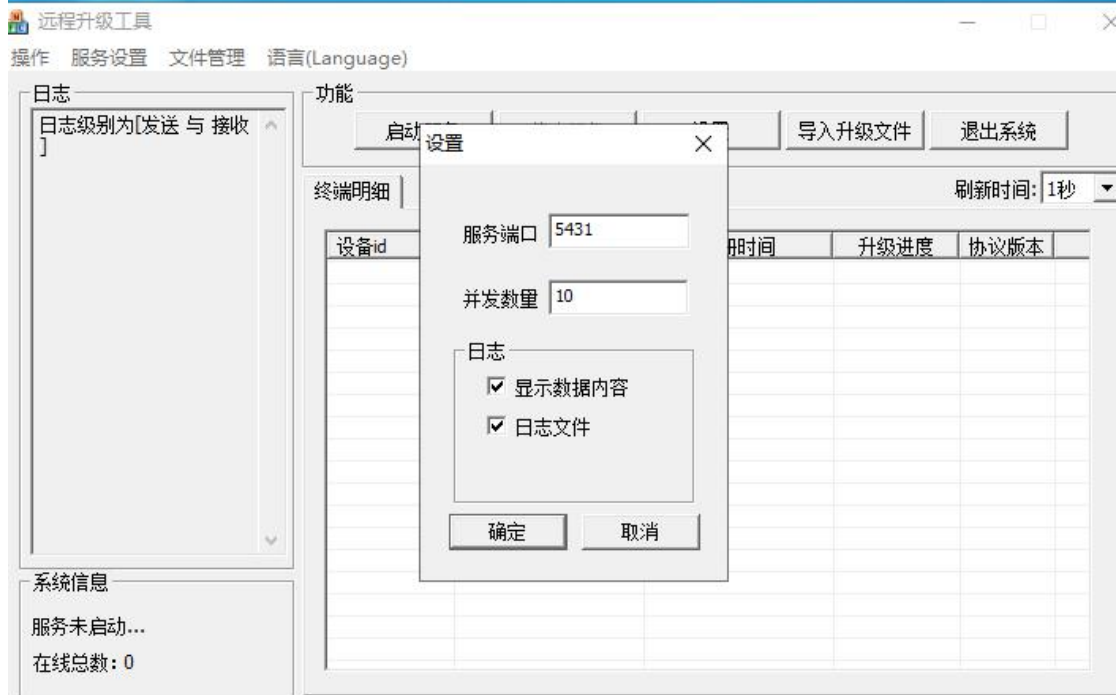 远程升级工具
操作 服务设置 文件管理 语言(Language)
日志
日志级别为[发送 与 接收
]
功能
启动
导入升级文件
退出系统
终端明细
刷新时间: 1秒
设备id
时间
升级进度
协议版本
设置
服务端口 5431
并发数量 10
日志
显示数据内容
日志文件
确定
取消
系统信息
服务未启动...
在线总数: 0